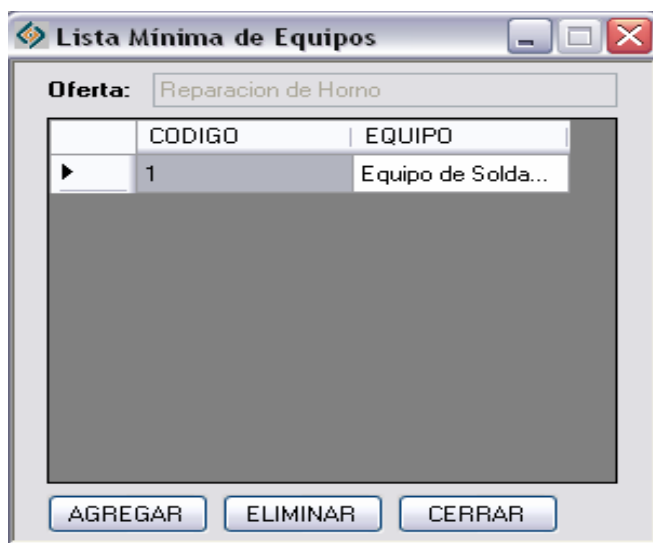 Lista Mínima de Equipos
Oferta: Reparacion de Horno
CODIGO EQUIPO
1 Equipo de Solda...
AGREGAR ELIMINAR CERRAR